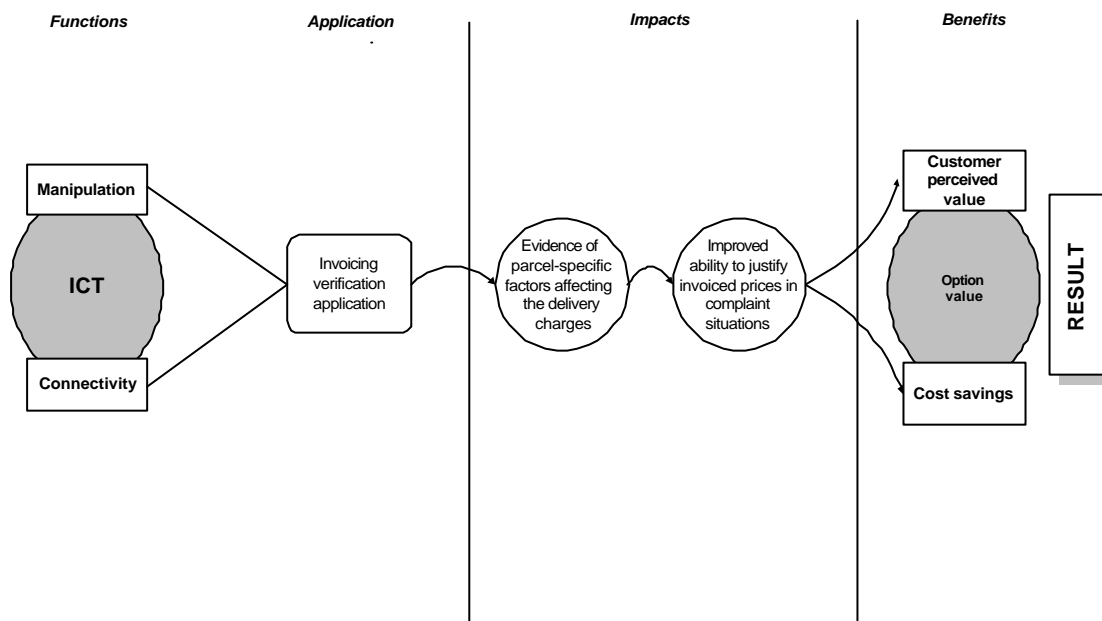 Functions
Application
Impacts
Benefits
Manipulation
ICT
Connectivity
Invoicing
verification
application
Evidence of
parcel-specific
factors affecting
the delivery
charges
Improved
ability to justify
invoiced prices in
complaint
situations
Customer
perceived
value
Option
value
Cost savings
RESULT